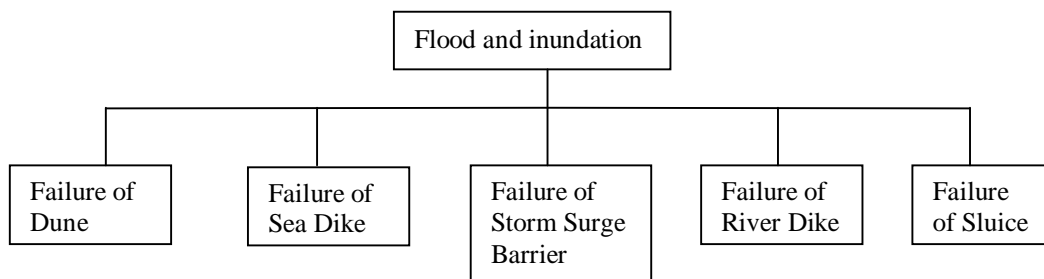 Flood and inundation
Failure of
Dune
Failure of
Sea Dike
Failure of
Storm Surge
Barrier
Failure of
River Dike
Failure
of Sluice